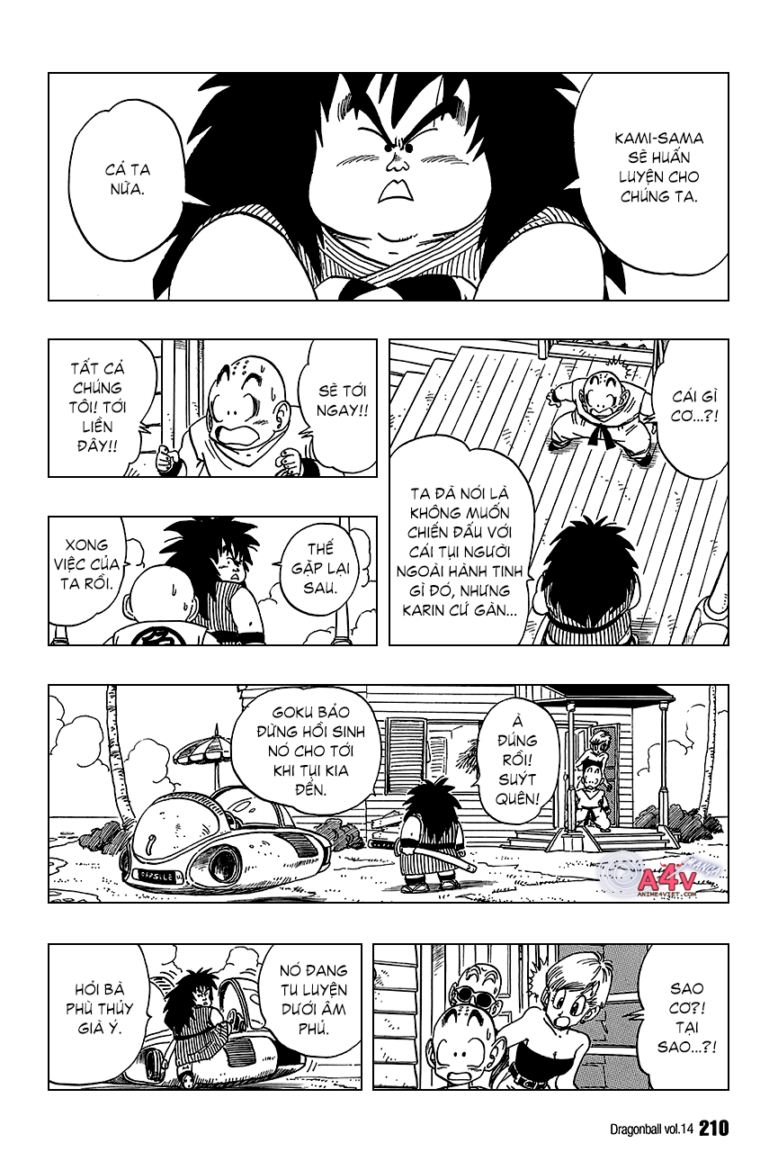 KAMI-SAMA
SẼ HUẤN
LUYỆN CHO
CHÚNG TA.
CẢ TA
NỮA.
CÁI GÌ
CƠ...?!
TA ĐÃ NÓI LÀ
KHÔNG MUỐN
CHIẾN ĐẤU VỚI
CÁI TỤI NGƯỜI
NGOÀI HÀNH TINH
GÌ ĐÓ, NHƯNG
KARIN CỨ GÀN...
SẼ TỚI
NGAY!!
TẤT CẢ
CHÚNG
TÔI! TỚI
LIỀN
ĐÂY!!
THẾ
GẶP LẠI
SAU.
XONG
VIỆC CỦA
TA RỒI.
À
ĐÚNG
RỒI!
SUÝT
QUÊN!
GOKU BẢO
ĐỪNG HỒI SINH
NÓ CHO TỚI
KHI TỤI KIA
ĐẾN.
CAPSULE
A4V
ANIME4VIET.COM
SAO
CƠ?!
TẠI
SAO...?!
NÓ ĐANG
TU LUYỆN
DƯỚI ÂM
PHỦ.
HỎI BÀ
PHÙ THỦY
GIÀ Ý.
Dragonball vol.14 210